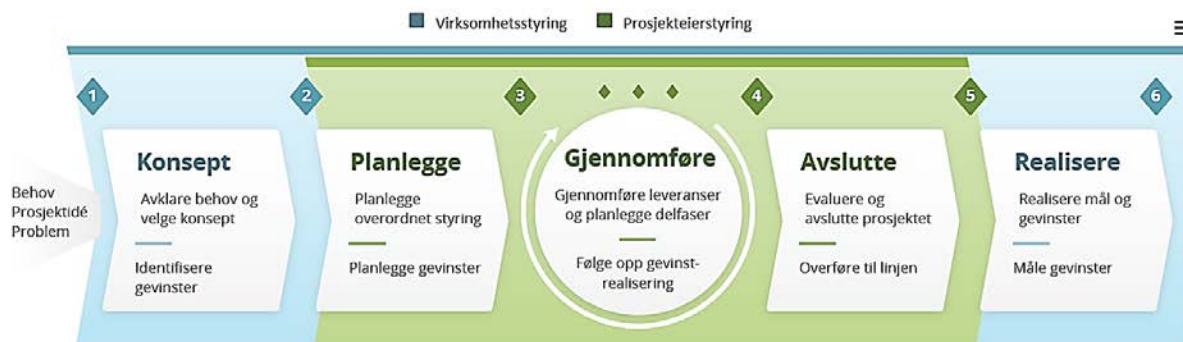 Virksomhetsstyring
Prosjekteierstyring
1
2
3
4
5
6
Behov
Prosjektidé
Problem
Konsept
Avklare behov og
velge konsept
Identifisere
gevinster
Planlegge
Planlegge
overordnet styring
Planlegge gevinster
Gjennomføre
Gjennomføre leveranser
og planlegge delfaser
Følge opp gevinst-
realisering
Avslutte
Evaluere og
avslutte prosjektet
Overføre til linjen
Realisere
Realisere mål og
gevinster
Måle gevinster